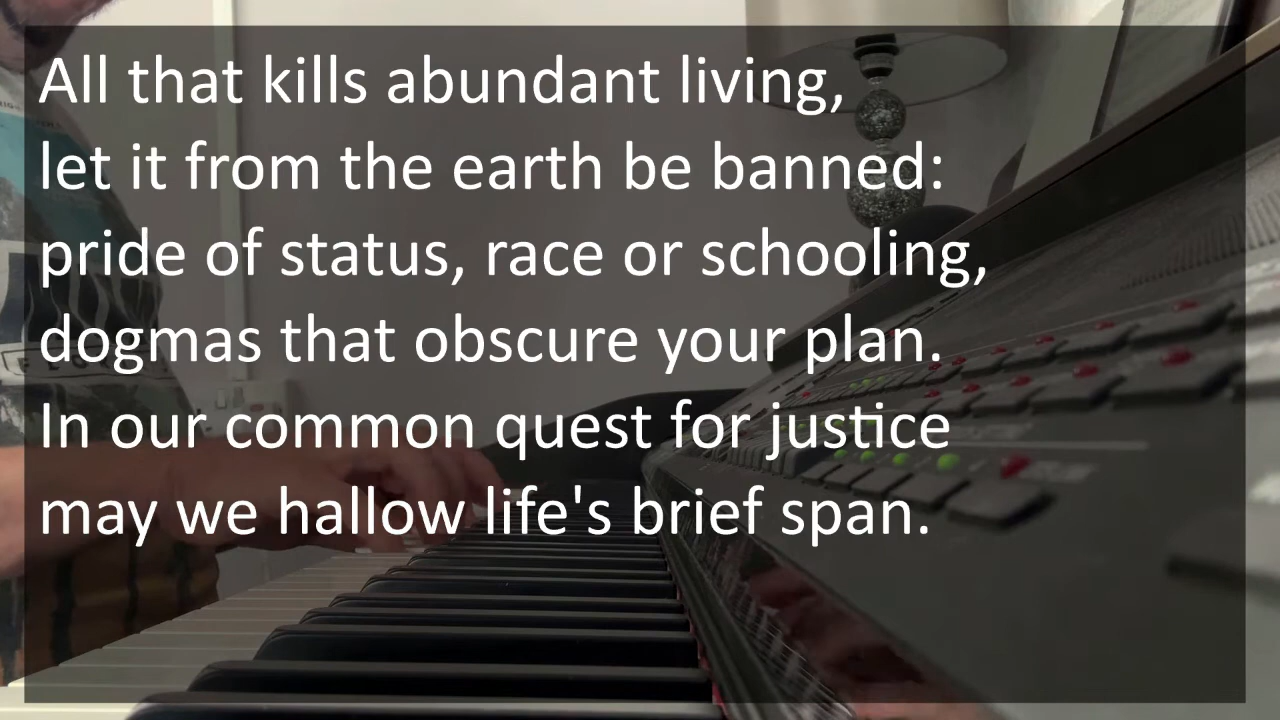 All that kills abundant living,
let it from the earth be banned:
pride of status, race or schooling,
dogmas that obscure your plan.
In our common quest for justice
may we hallow life's brief span.